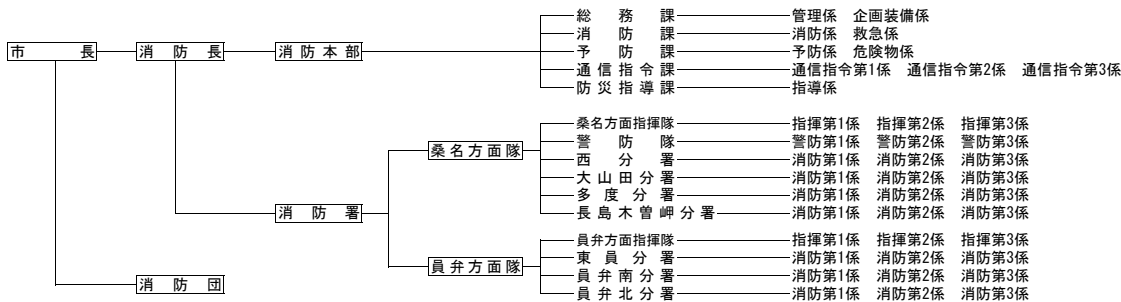 総務課 管理係 企画装備係
消防課 消防係 救急係
市長 消防長 消防本部 予防課 予防係 危険物係
通信指令課 通信指令第1係 通信指令第2係 通信指令第3係
防災指導課 指導係
桑名方面指揮隊 指揮第1係 指揮第2係 指揮第3係
警防隊 警防第1係 警防第2係 警防第3係
桑名方面隊
西分署 消防第1係 消防第2係 消防第3係
大山田分署 消防第1係 消防第2係 消防第3係
多度分署 消防第1係 消防第2係 消防第3係
消防署 長島木曽岬分署 消防第1係 消防第2係 消防第3係
員弁方面指揮隊 指揮第1係 指揮第2係 指揮第3係
東員分署 消防第1係 消防第2係 消防第3係
員弁方面隊
員弁南分署 消防第1係 消防第2係 消防第3係
消防団
員弁北分署 消防第1係 消防第2係 消防第3係